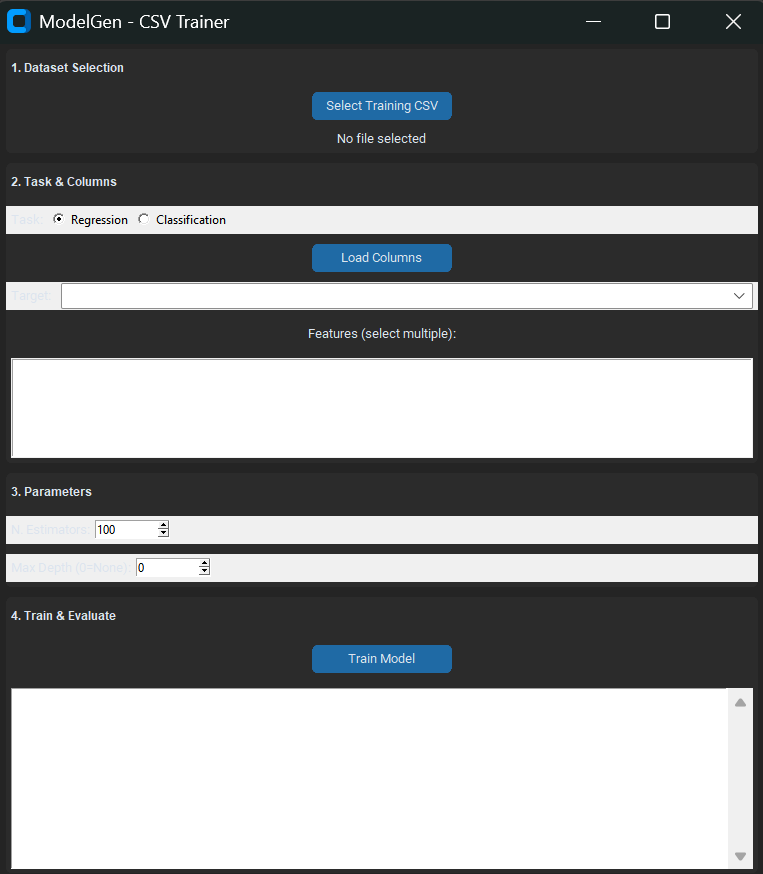 ModelGen - CSV Trainer
1. Dataset Selection
Select Training CSV
No file selected
2. Task & Columns
Task: Regression Classification
Load Columns
Target:
Features (select multiple):
3. Parameters
N. Estimators: 100
Max Depth (0=None): 0
4. Train & Evaluate
Train Model